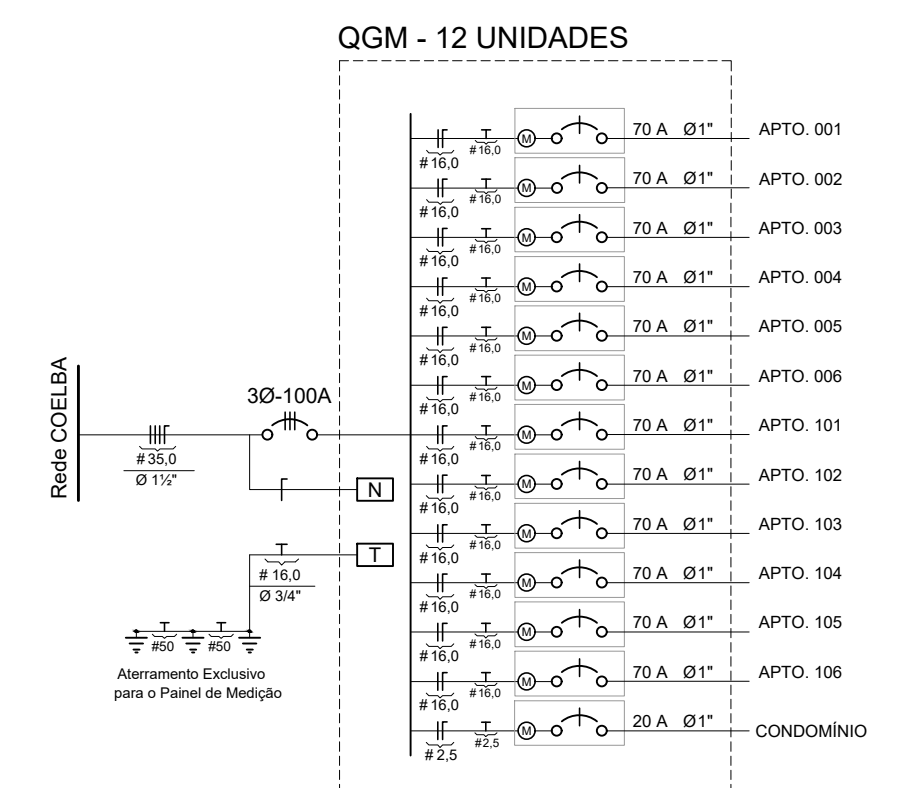 QGM - 12 UNIDADES
70 A Ø1" APTO. 001
#16,0 #16,0
70 A Ø1" APTO. 002
#16,0 #16,0
70 A Ø1" APTO. 003
#16,0 #16,0
70 A Ø1" APTO. 004
#16,0 #16,0
70 A Ø1" APTO. 005
#16,0 #16,0
70 A Ø1" APTO. 006
#16,0 #16,0
70 A Ø1" APTO. 101
#16,0 #16,0
70 A Ø1" APTO. 102
#16,0 #16,0
70 A Ø1" APTO. 103
#16,0 #16,0
70 A Ø1" APTO. 104
#16,0 #16,0
70 A Ø1" APTO. 105
#16,0 #16,0
70 A Ø1" APTO. 106
#16,0 #16,0
20 A Ø1" CONDOMÍNIO
#2,5 #2,5
M
M
M
M
M
M
M
M
M
M
M
M
M
Rede COELBA
3Ø-100A
#35,0
Ø 1½"
N
T
# 16,0
Ø 3/4"
#50 #50
Aterramento Exclusivo
para o Painel de Medição